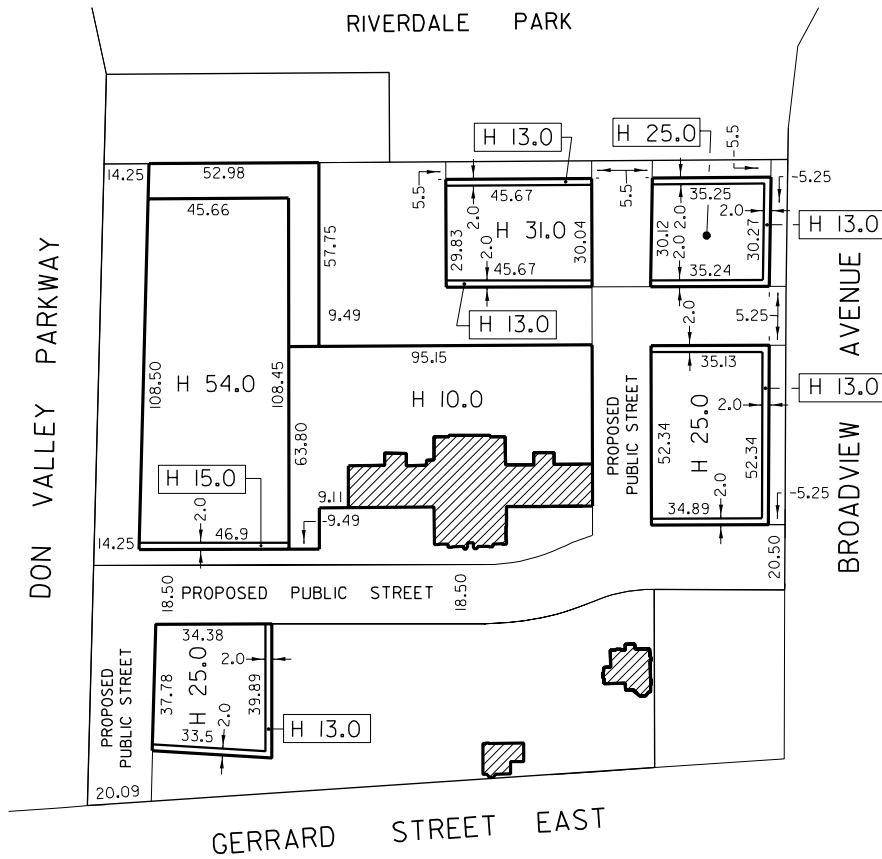 RIVERDALE PARK
H 13.0
H 25.0
5.5
14.25
52.98
5.5
45.67
2.0
5.5
35.25
2.0
5.25
45.66
57.75
29.83
H 31.0
30.04
30.12
2.0
30.27
H 13.0
2.0
45.67
2.0
35.24
9.49
H 13.0
2.0
5.25
95.15
35.13
DON VALLEY PARKWAY
108.50
H 54.0
108.45
H 10.0
2.0
H 13.0
BROADVIEW AVENUE
63.80
PROPOSED
PUBLIC STREET
52.34
H 25.0
52.34
H 15.0
2.0
9.11
34.89
2.0
5.25
46.9
9.49
14.25
20.50
18.50
PROPOSED PUBLIC STREET
18.50
34.38
2.0
PROPOSED
PUBLIC STREET
37.78
H 25.0
39.89
2.0
33.5
H 13.0
20.09
GERRARD STREET EAST